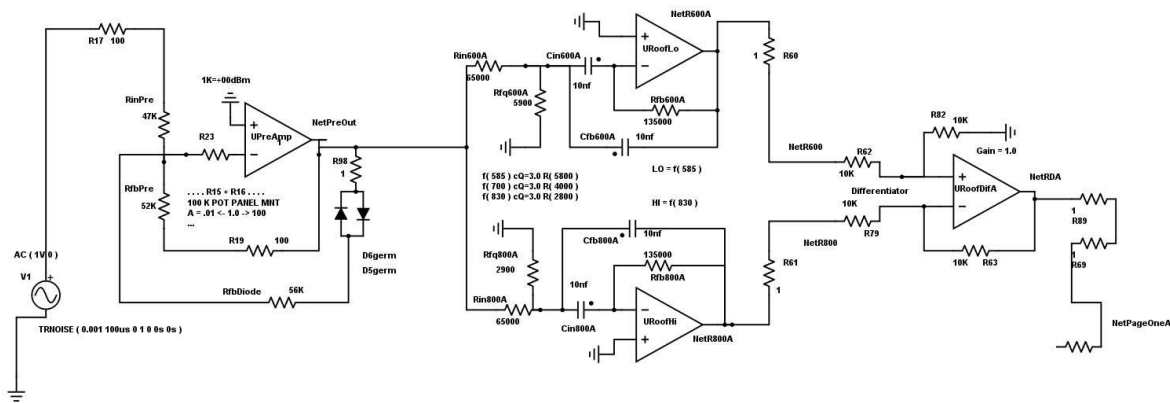 R17 100
1K=+00dBm
RinPre
47K
R23
UPreAmp
1
NetPreOut
R98
1
RfbPre
52K
. . . . R15 + R16 . . . .
100 K POT PANEL MNT
A = .01 <- 1.0 -> 100
...
R19 100
D6germ
D5germ
RfbDiode
56K
AC ( 1V 0 )
V1
TRNOISE ( 0.001 100us 0 1 0 0s 0s )
Rin600A
65000
Rfq600A
5900
Cin600A
10nf
URoofLo
NetR600A
Rfb600A
135000
Cfb600A
10nf
LO = f( 585 )
f( 585 ) cQ=3.0 R( 5800 )
f( 700 ) cQ=3.0 R( 4000 )
f( 830 ) cQ=3.0 R( 2800 )
HI = f( 830 )
Cfb800A
10nf
Rfq800A
2900
135000
Rfb800A
Rin800A
65000
10nf
Cin800A
URoofHi
NetR800A
1
R60
NetR600
R62
10K
R82
10K
Gain = 1.0
Differentiator
10K
R79
NetR800
R61
1
URoofDifA
NetRDA
10K R63
1
R89
1
R69
NetPageOneA